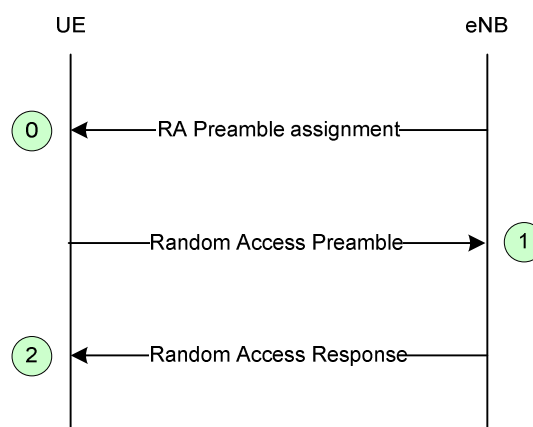 UE
eNB
0
RA Preamble assignment
Random Access Preamble
1
2
Random Access Response